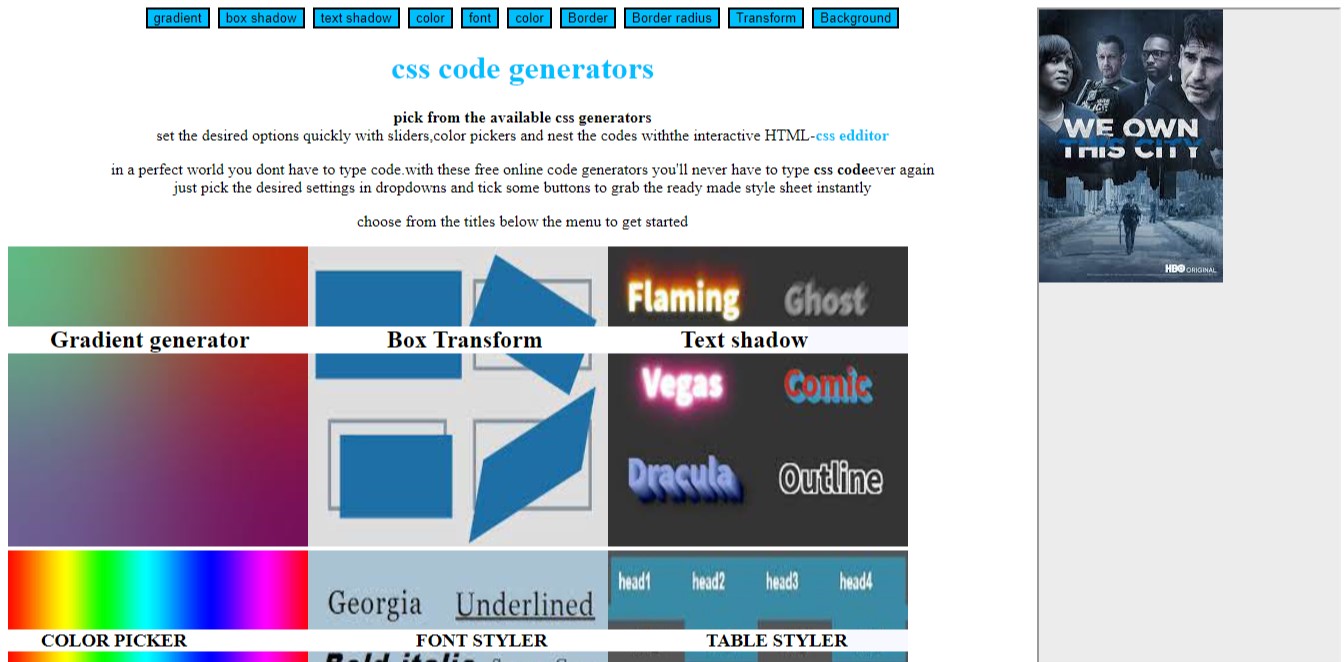 gradient box shadow text shadow color font color Border Border radius Transform Background
css code generators
pick from the available css generators
set the desired options quickly with sliders,color pickers and nest the codes withthe interactive HTML-css edditor
in a perfect world you dont have to type code.with these free online code generators you'll never have to type css codeever again
just pick the desired settings in dropdowns and tick some buttons to grab the ready made style sheet instantly
choose from the titles below the menu to get started
Flaming Ghost
Gradient generator Box Transform Text shadow
Vegas Comic
Dracula Outline
Georgia Underlined head1 head2 head3 head4
COLOR PICKER FONT STYLER TABLE STYLER
WE OWN
THIS CITY
HBO ORIGINAL